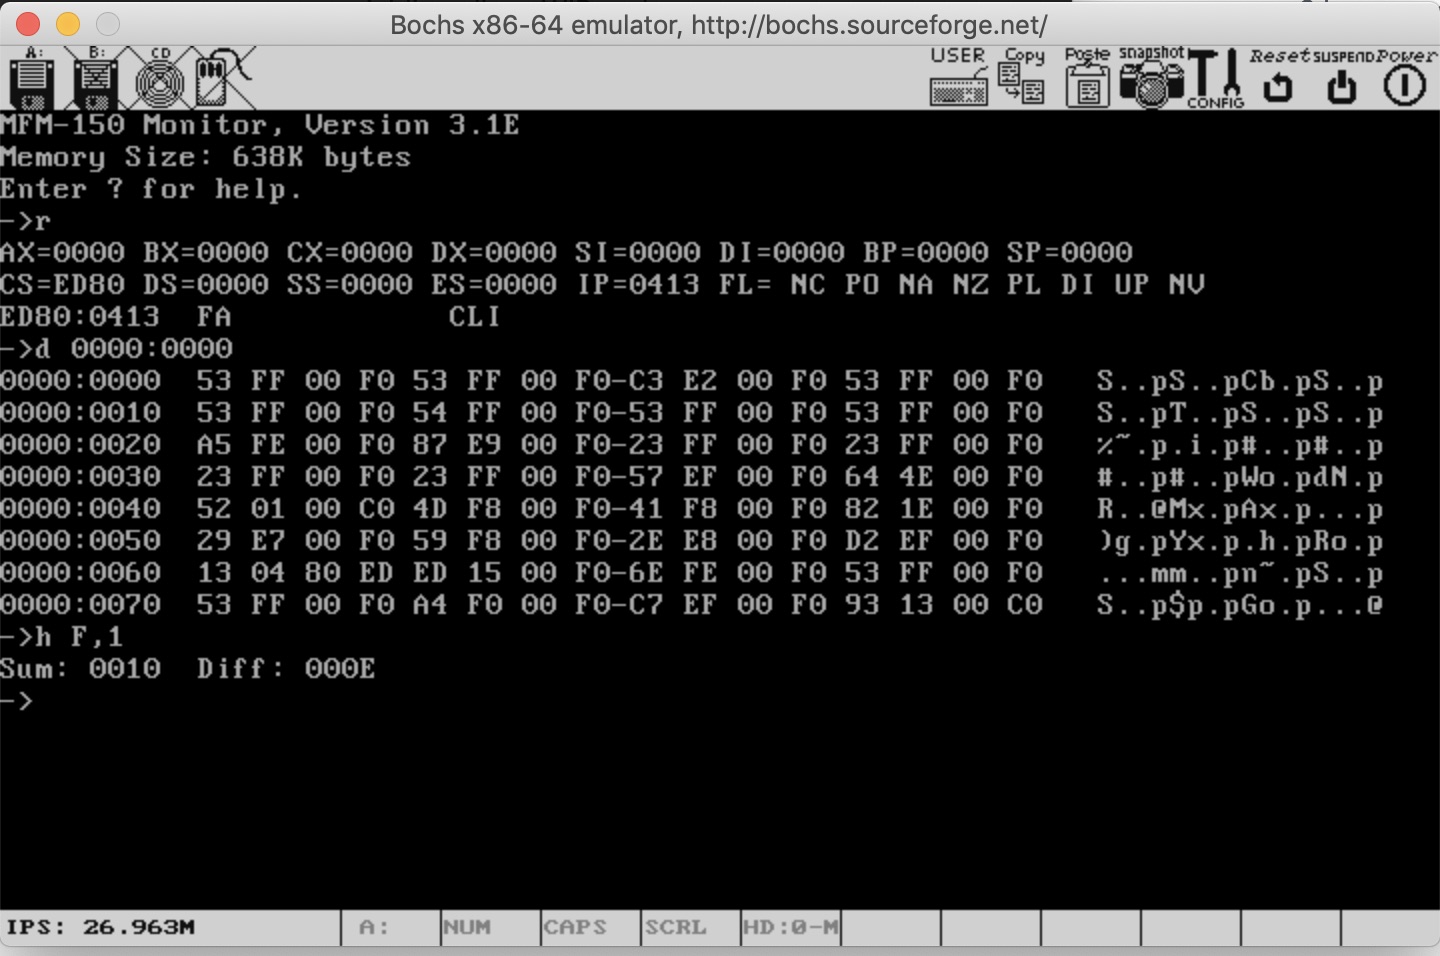 Bochs x86-64 emulator, http://bochs.sourceforge.net/
A: B: CD USER Copy Paste snapshot CONFIG Reset SUSPEND Power
MFM-150 Monitor, Version 3.1E
Memory Size: 638K bytes
Enter ? for help.
->r
AX=0000 BX=0000 CX=0000 DX=0000 SI=0000 DI=0000 BP=0000 SP=0000
CS=ED80 DS=0000 SS=0000 ES=0000 IP=0413 FL= NC PO NA NZ PL DI UP NV
ED80:0413  FA            CLI
->d 0000:0000
0000:0000  53 FF 00 F0 53 FF 00 F0-C3 E2 00 F0 53 FF 00 F0   S..pS..pCb.pS..p
0000:0010  53 FF 00 F0 54 FF 00 F0-53 FF 00 F0 53 FF 00 F0   S..pT..pS..pS..p
0000:0020  A5 FE 00 F0 87 E9 00 F0-23 FF 00 F0 23 FF 00 F0   %~.p.i.p#..p#..p
0000:0030  23 FF 00 F0 23 FF 00 F0-57 EF 00 F0 64 4E 00 F0   #..p#..pWo.pdN.p
0000:0040  52 01 00 C0 4D F8 00 F0-41 F8 00 F0 82 1E 00 F0   R..@Mx.pAx.p...p
0000:0050  29 E7 00 F0 59 F8 00 F0-2E E8 00 F0 D2 EF 00 F0   )g.pYx.p.h.pRo.p
0000:0060  13 04 80 ED ED 15 00 F0-6E FE 00 F0 53 FF 00 F0   ...mm..pn~.pS..p
0000:0070  53 FF 00 F0 A4 F0 00 F0-C7 EF 00 F0 93 13 00 C0   S..p$p.pGo.p...@
->h F,1
Sum: 0010  Diff: 000E
->
IPS: 26.963M A: NUM CAPS SCRL HD:0-M